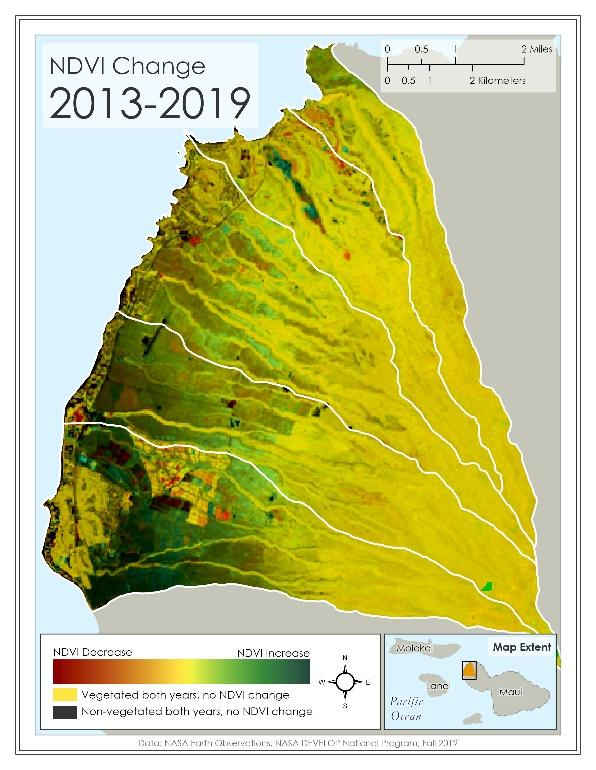 NDVI Change
2013-2019
0 0.5 1 2 Miles
0 0.5 1 2 Kilometers
NDVI Decrease NDVI Increase
Vegetated both years, no NDVI change
Non-vegetated both years, no NDVI change
N
W E
S
Map Extent
Moloka
Lana
Maui
Pacific
Ocean
Data: NASA Earth Observations; NASA DEVELOP National Program, Fall 2019